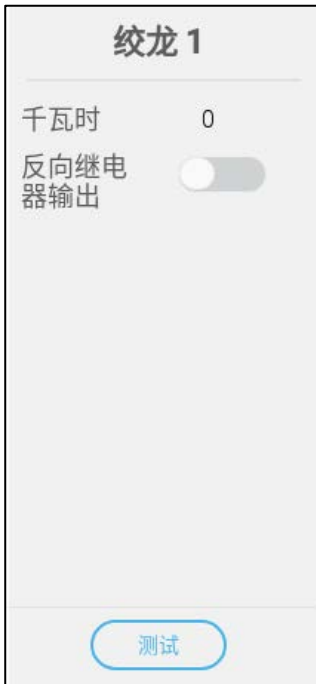 绞龙 1
千瓦时 0
反向继电
器输出
测试